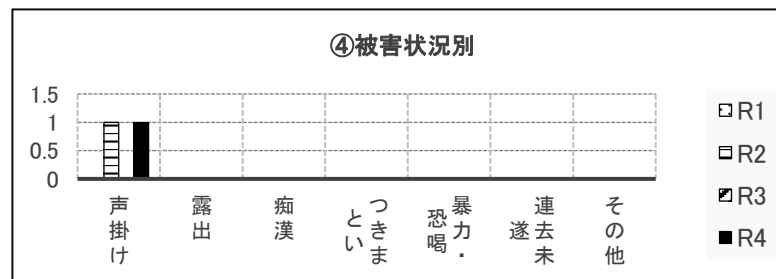 ④被害状況別
1.5
1
0.5
0
声掛け
露出
痴漢
つきま
とい
暴力・
恐喝
連去未
遂
その他
R1
R2
R3
R4